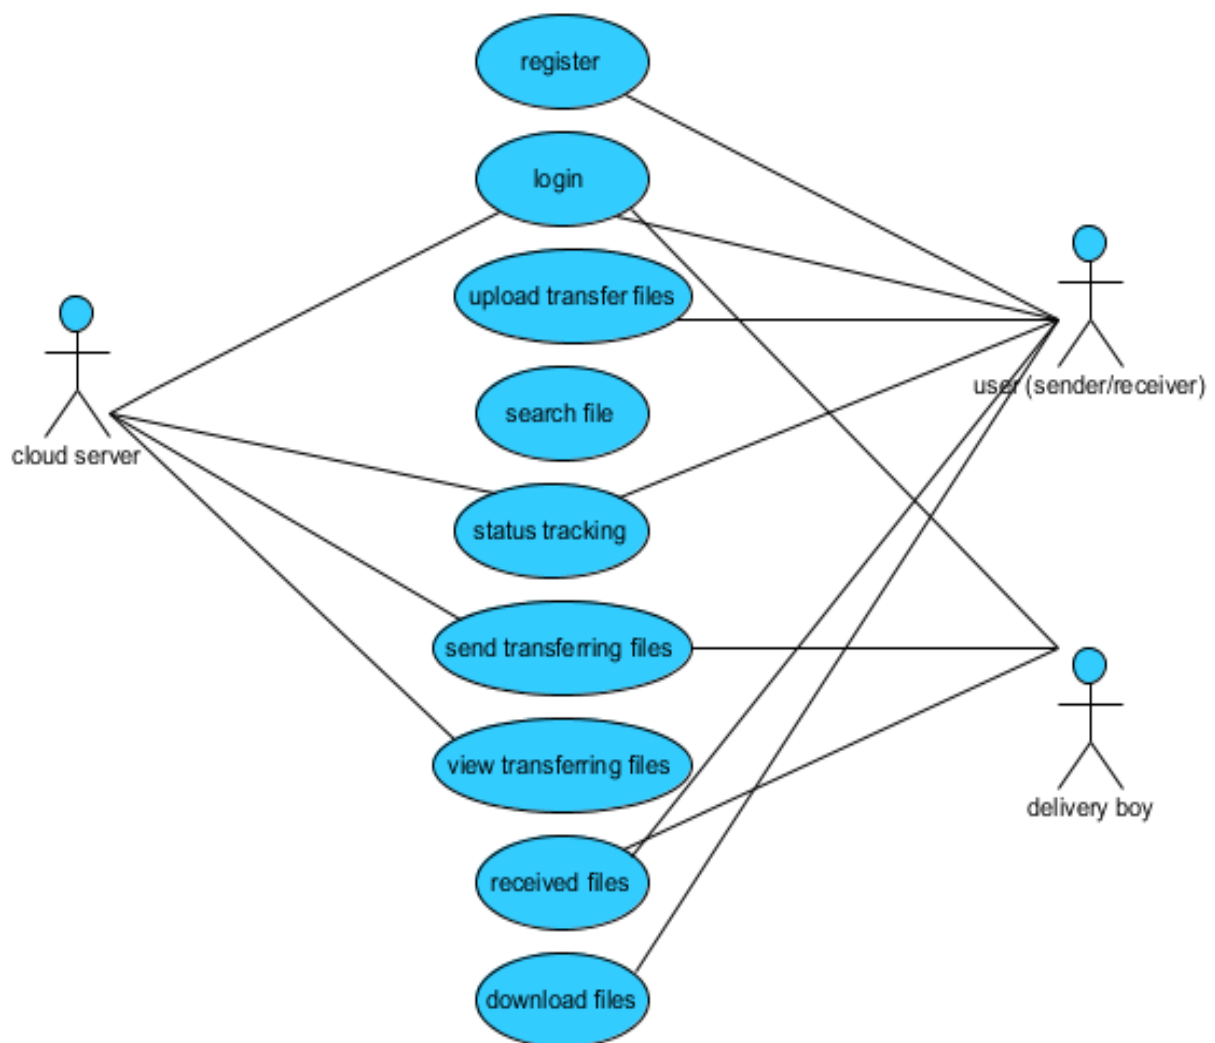 register
login
upload transfer files
search file
status tracking
send transferring files
view transferring files
received files
download files
cloud server
user (sender/receiver)
delivery boy